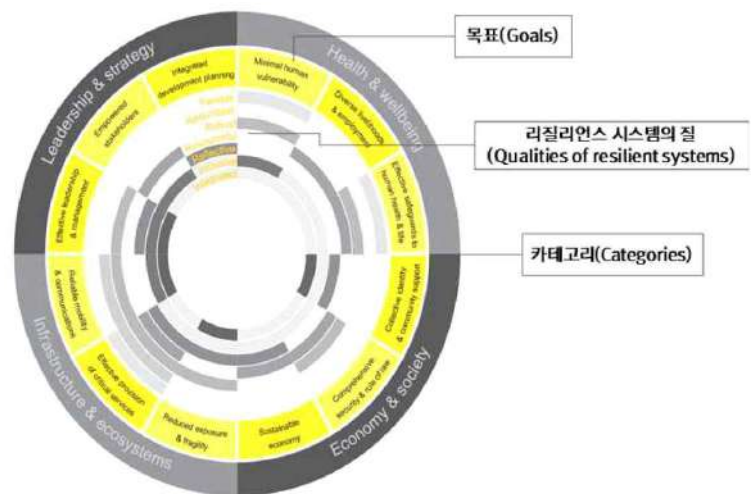 목표(Goals)
리질리언스 시스템의 질
(Qualities of resilient systems)
카테고리(Categories)
Leadership & strategy
Health & wellbeing
Economy & society
Infrastructure & ecosystems
Minimal human
vulnerability
Diverse livelihoods
& employment
Effective safeguards to
human health & life
Collective identity
& community support
Comprehensive
security & rule of law
Sustainable
economy
Reduced exposure
& fragility
Effective provision
of critical services
Reliable mobility
& communications
Effective leadership
& management
Empowered
stakeholders
Integrated
development planning
Reflective